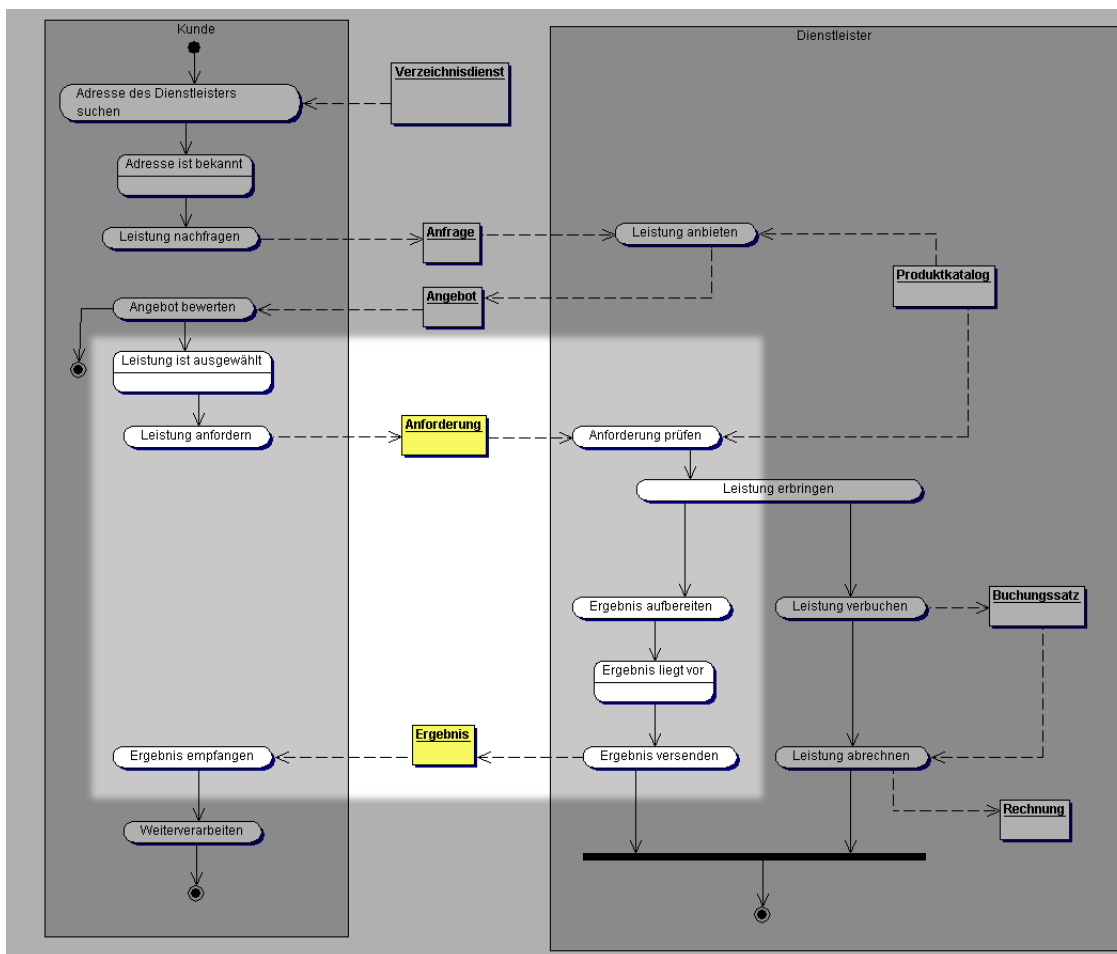 Kunde
Dienstleister
Verzeichnisdienst
Adresse des Dienstleisters
suchen
Adresse ist bekannt
Leistung nachfragen
Anfrage
Leistung anbieten
Produktkatalog
Angebot
Angebot bewerten
Leistung ist ausgewählt
Leistung anfordern
Anforderung
Anforderung prüfen
Leistung erbringen
Ergebnis aufbereiten
Leistung verbuchen
Buchungssatz
Ergebnis liegt vor
Ergebnis empfangen
Ergebnis
Ergebnis versenden
Leistung abrechnen
Rechnung
Weiterverarbeiten